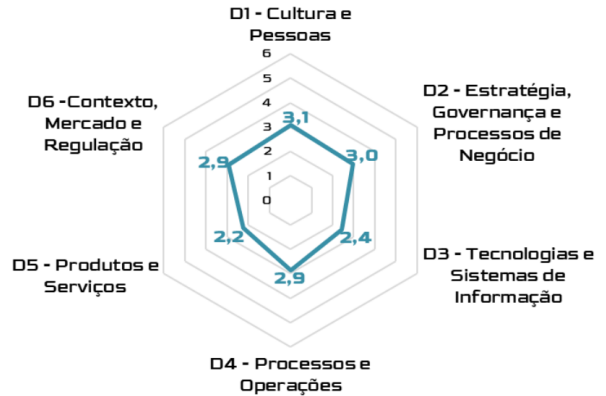 D1 - Cultura e
Pessoas
6
5
4
3
2
1
0
3,1
D2 - Estratégia,
Governança e
Processos de
Negócio
3,0
D3 - Tecnologias e
Sistemas de
Informação
2,4
D4 - Processos e
Operações
2,9
D5 - Produtos e
Serviços
2,2
D6 -Contexto,
Mercado e
Regulação
2,9